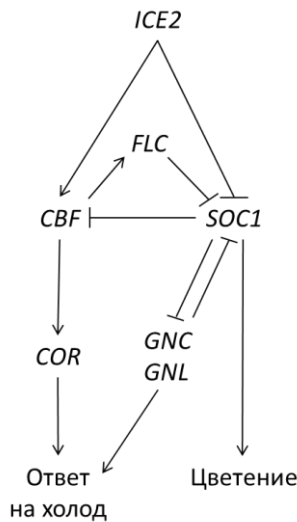 ICE2
FLC
CBF
SOC1
COR
GNC
GNL
Ответ
на холод
Цветение